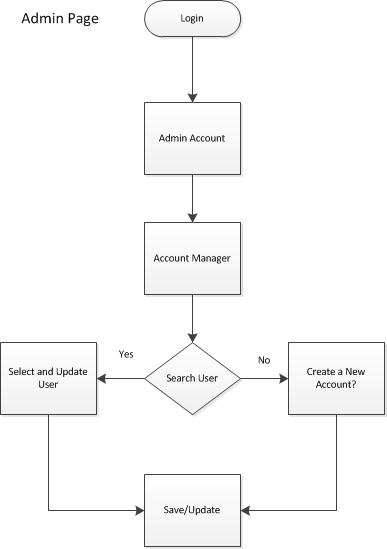 Admin Page
Login
Admin Account
Account Manager
Yes
No
Select and Update
User
Search User
Create a New
Account?
Save/Update